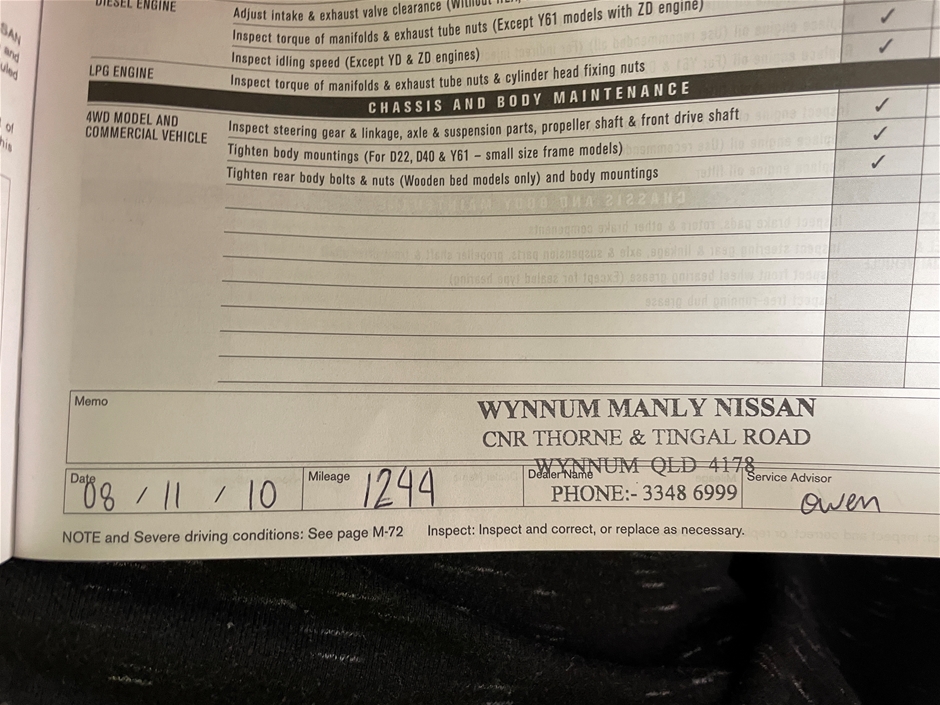 DIESEL ENGINE
Adjust intake & exhaust valve clearance
Inspect torque of manifolds & exhaust tube nuts (Except Y61 models with ZD engine) ✓
Inspect idling speed (Except YD & ZD engines) ✓
LPG ENGINE Inspect torque of manifolds & exhaust tube nuts & cylinder head fixing nuts
CHASSIS AND BODY MAINTENANCE
4WD MODEL AND
COMMERCIAL VEHICLE
Inspect steering gear & linkage, axle & suspension parts, propeller shaft & front drive shaft ✓
Tighten body mountings (For D22, D40 & Y61 – small size frame models) ✓
Tighten rear body bolts & nuts (Wooden bed models only) and body mountings ✓
Memo
WYNNUM MANLY NISSAN
CNR THORNE & TINGAL ROAD
WYNNUM QLD 4178
PHONE:- 3348 6999
Date 08 / 11 / 10
Mileage 1244
Dealer Name
Service Advisor
Owen
NOTE and Severe driving conditions: See page M-72 Inspect: Inspect and correct, or replace as necessary.